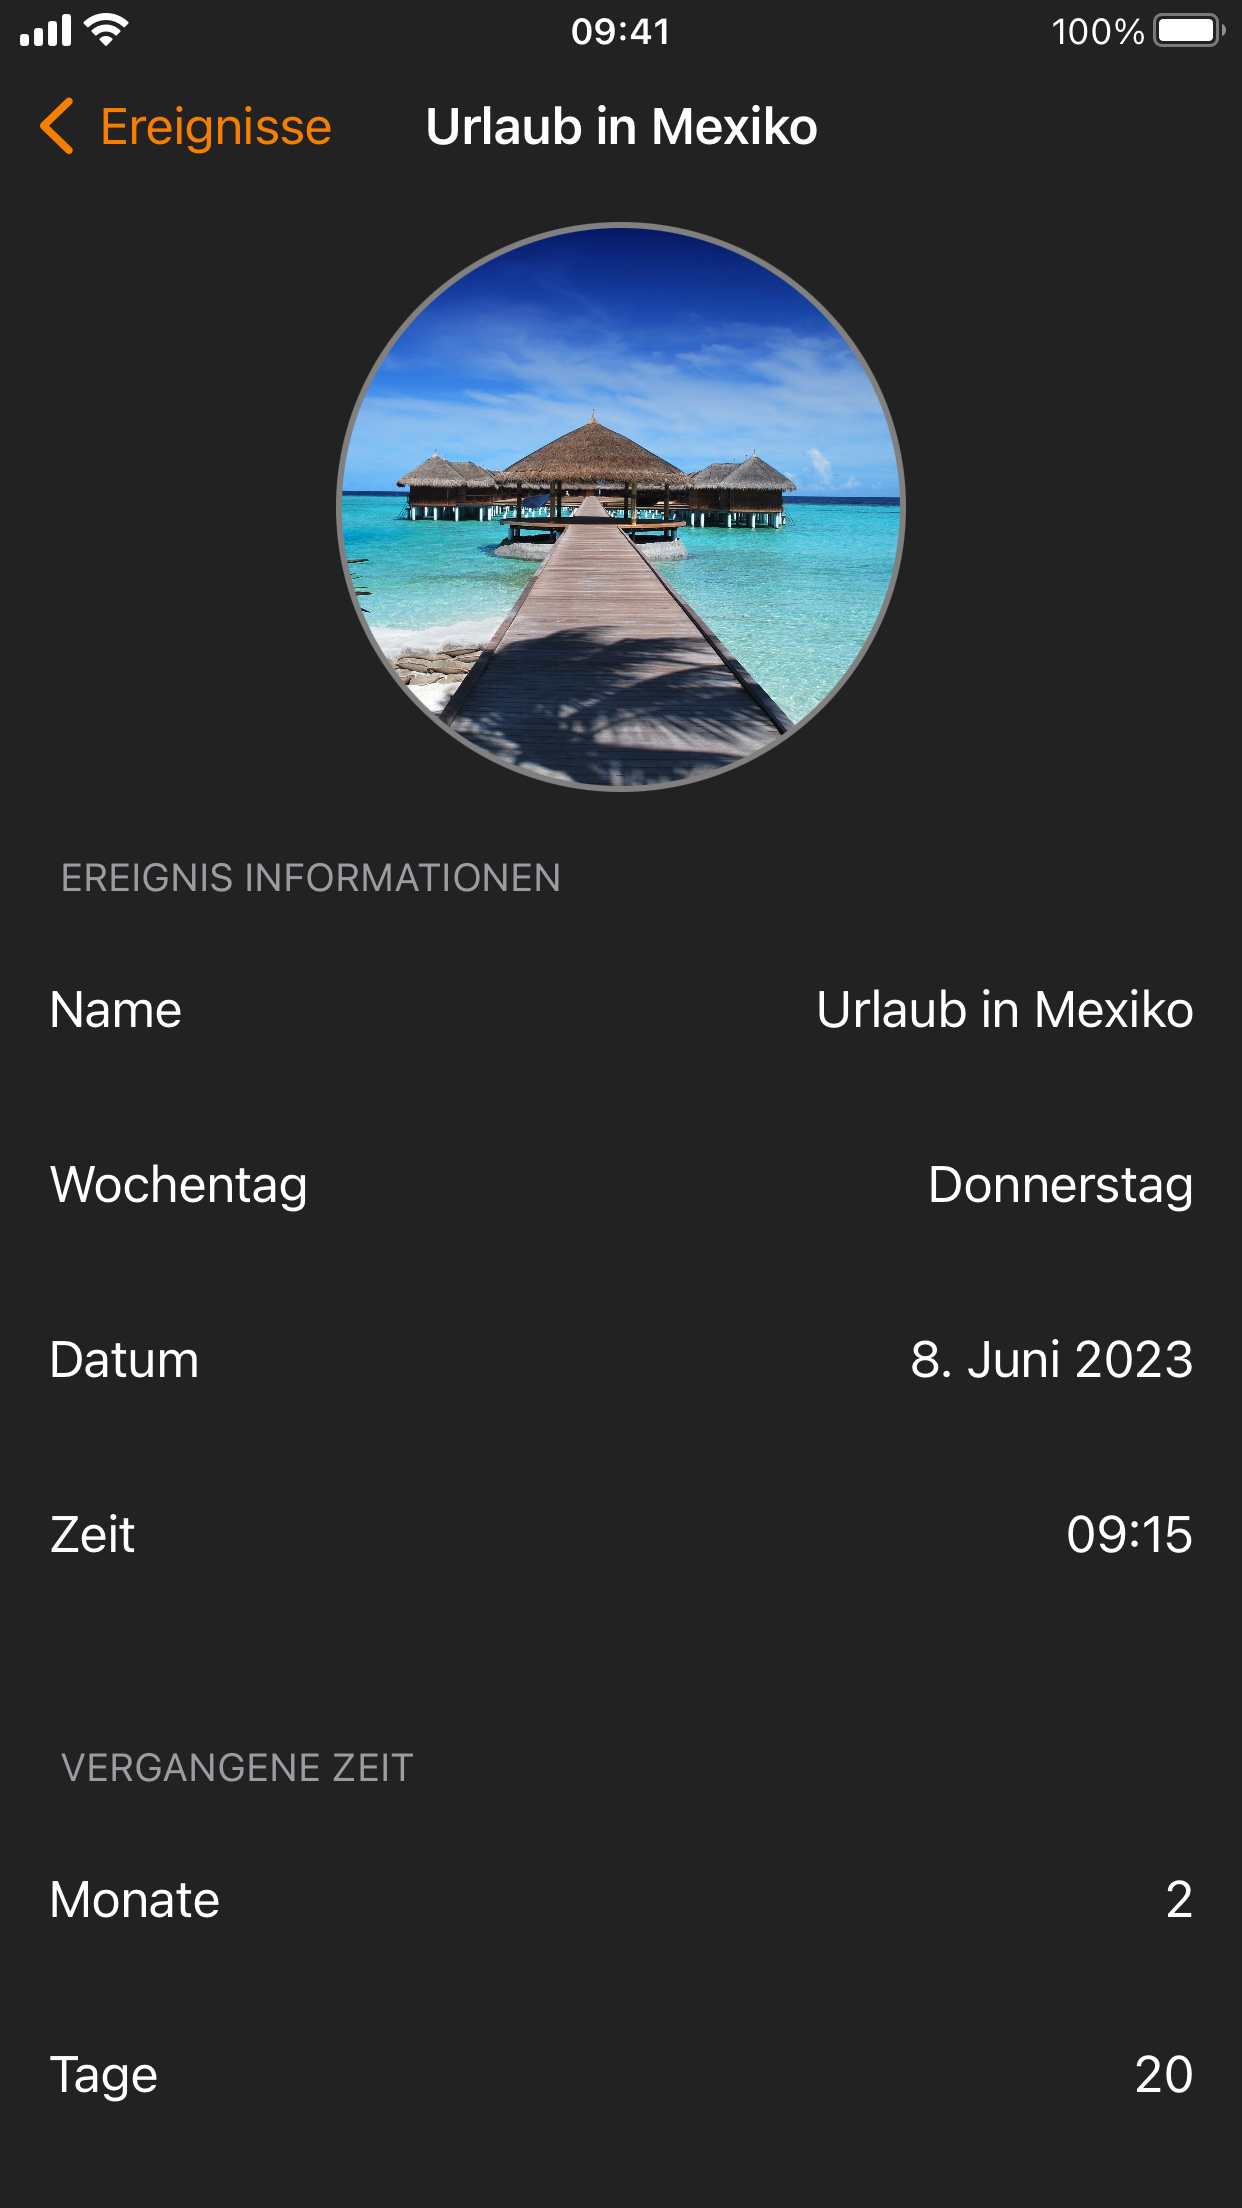 09:41
100%
Ereignisse
Urlaub in Mexiko
EREIGNIS INFORMATIONEN
Name Urlaub in Mexiko
Wochentag Donnerstag
Datum 8. Juni 2023
Zeit 09:15
VERGANGENE ZEIT
Monate 2
Tage 20